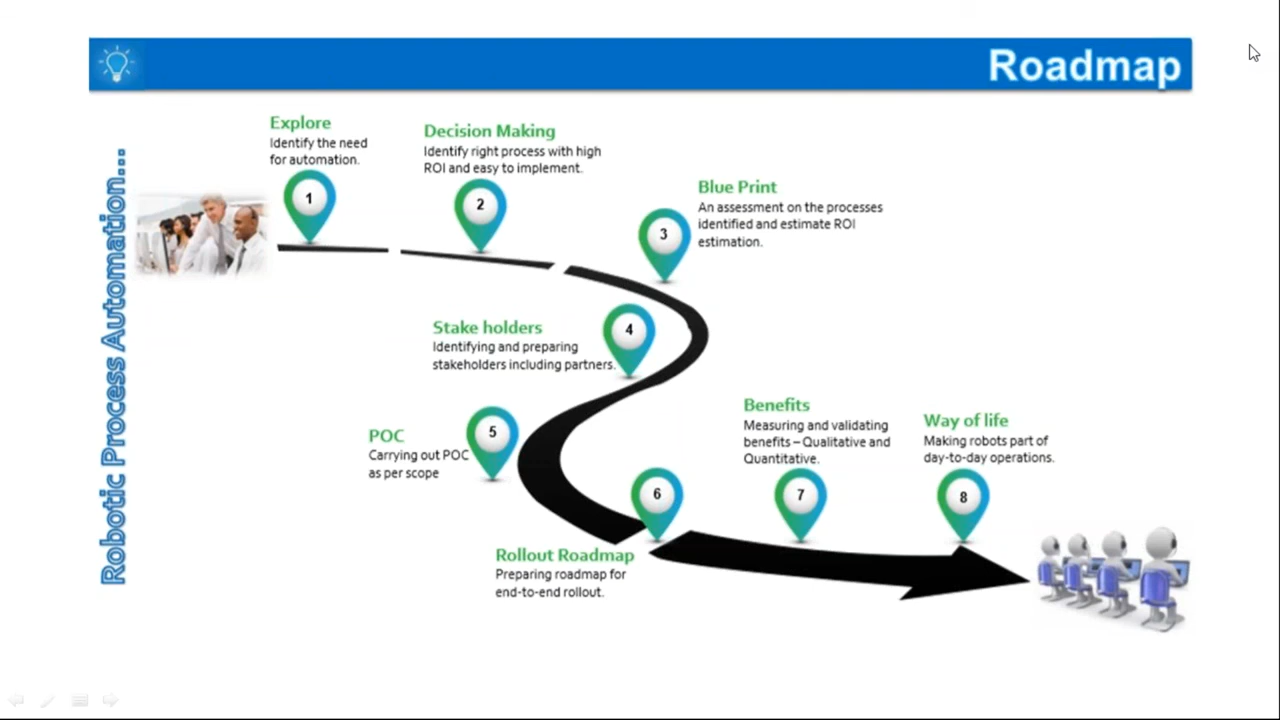 Roadmap
Robotic Process Automation...
Explore
Identify the need
for automation.
1
Decision Making
Identify right process with high
ROI and easy to implement.
2
Blue Print
An assessment on the processes
identified and estimate ROI
estimation.
3
Stake holders
Identifying and preparing
stakeholders including partners.
4
POC
Carrying out POC
as per scope
5
6
Rollout Roadmap
Preparing roadmap for
end-to-end rollout.
Benefits
Measuring and validating
benefits – Qualitative and
Quantitative.
7
Way of life
Making robots part of
day-to-day operations.
8